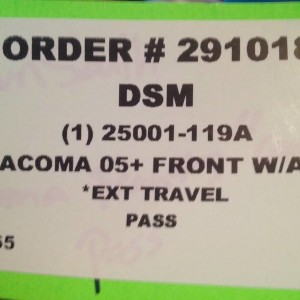 ORDER # 291018
DSM
(1) 25001-119A
ACOMA 05+ FRONT W/A
*EXT TRAVEL
PASS
55